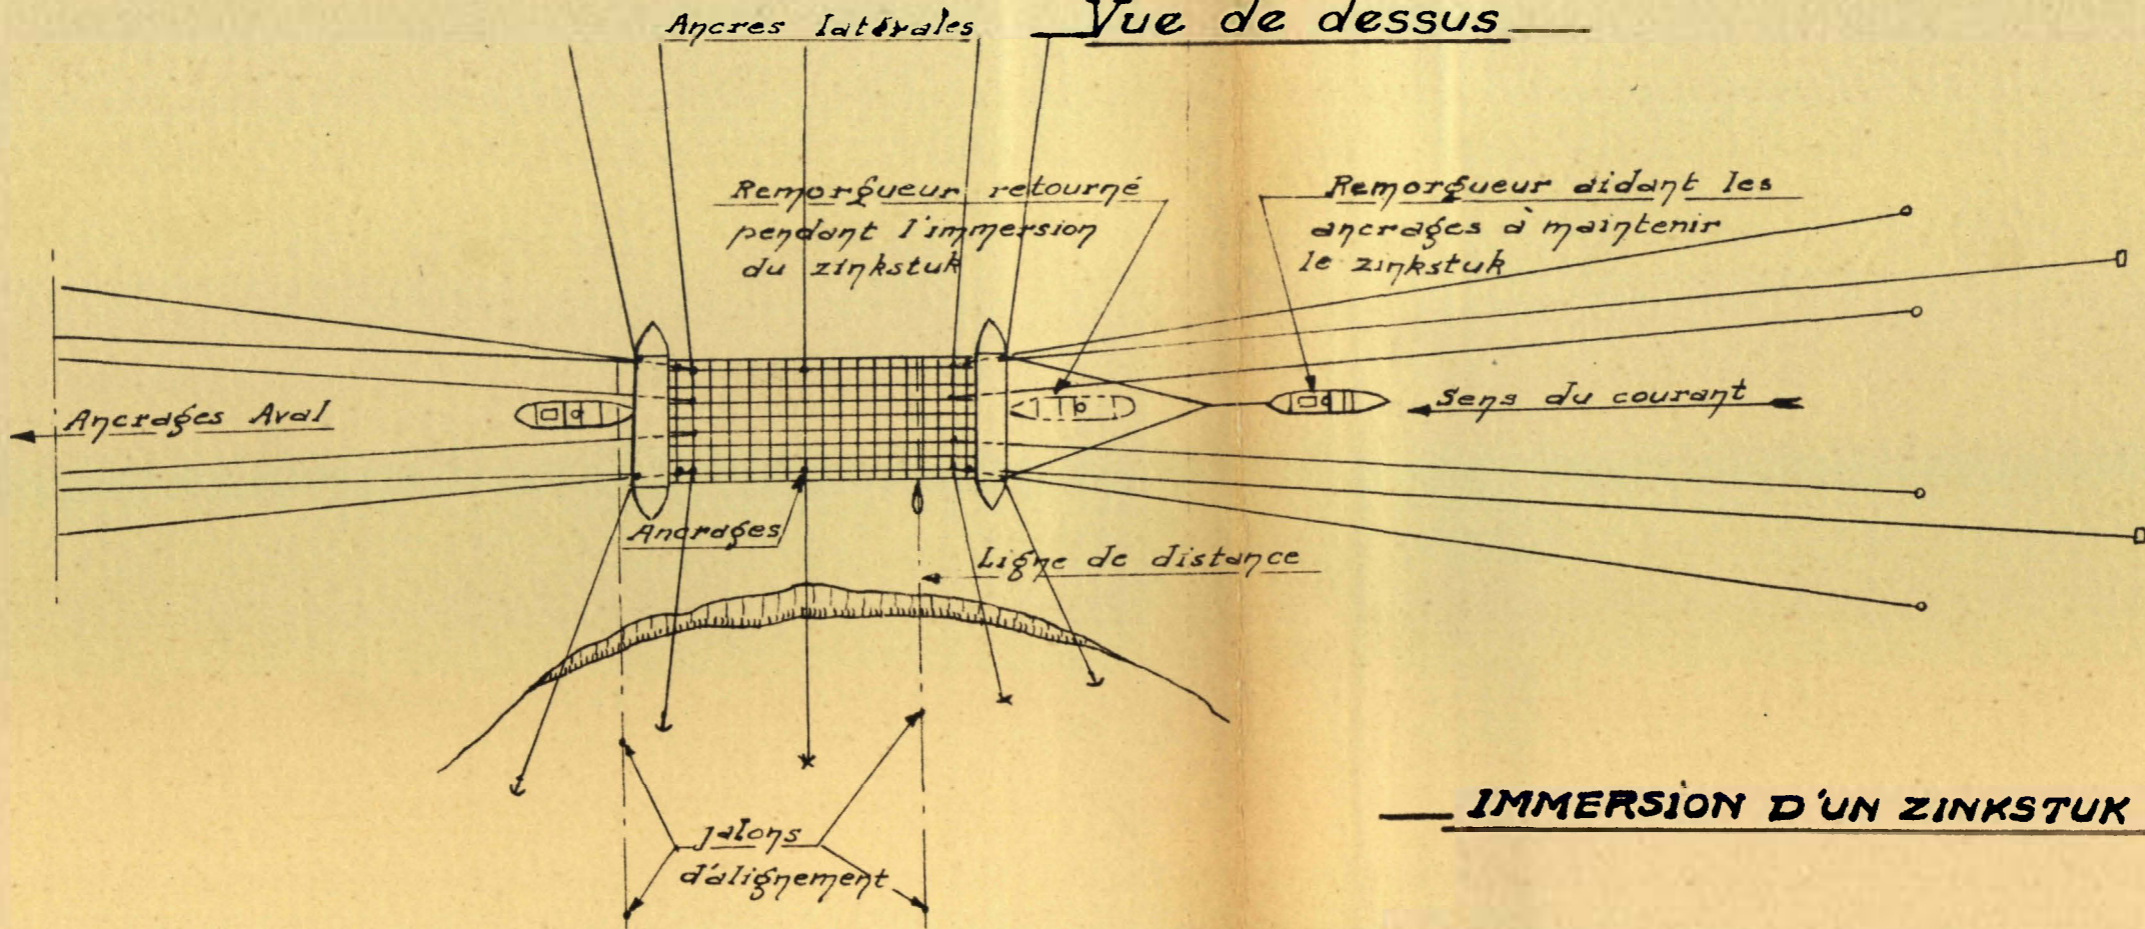 Ancres latérales
Vue de dessus
Remorqueur retourné
pendant l'immersion
du zinkstuk
Remorqueur aidant les
ancrages à maintenir
le zinkstuk
Ancrages Aval
Sens du courant
Ancrages
Ligne de distance
jalons
d'alignement
IMMERSION D'UN ZINKSTUK